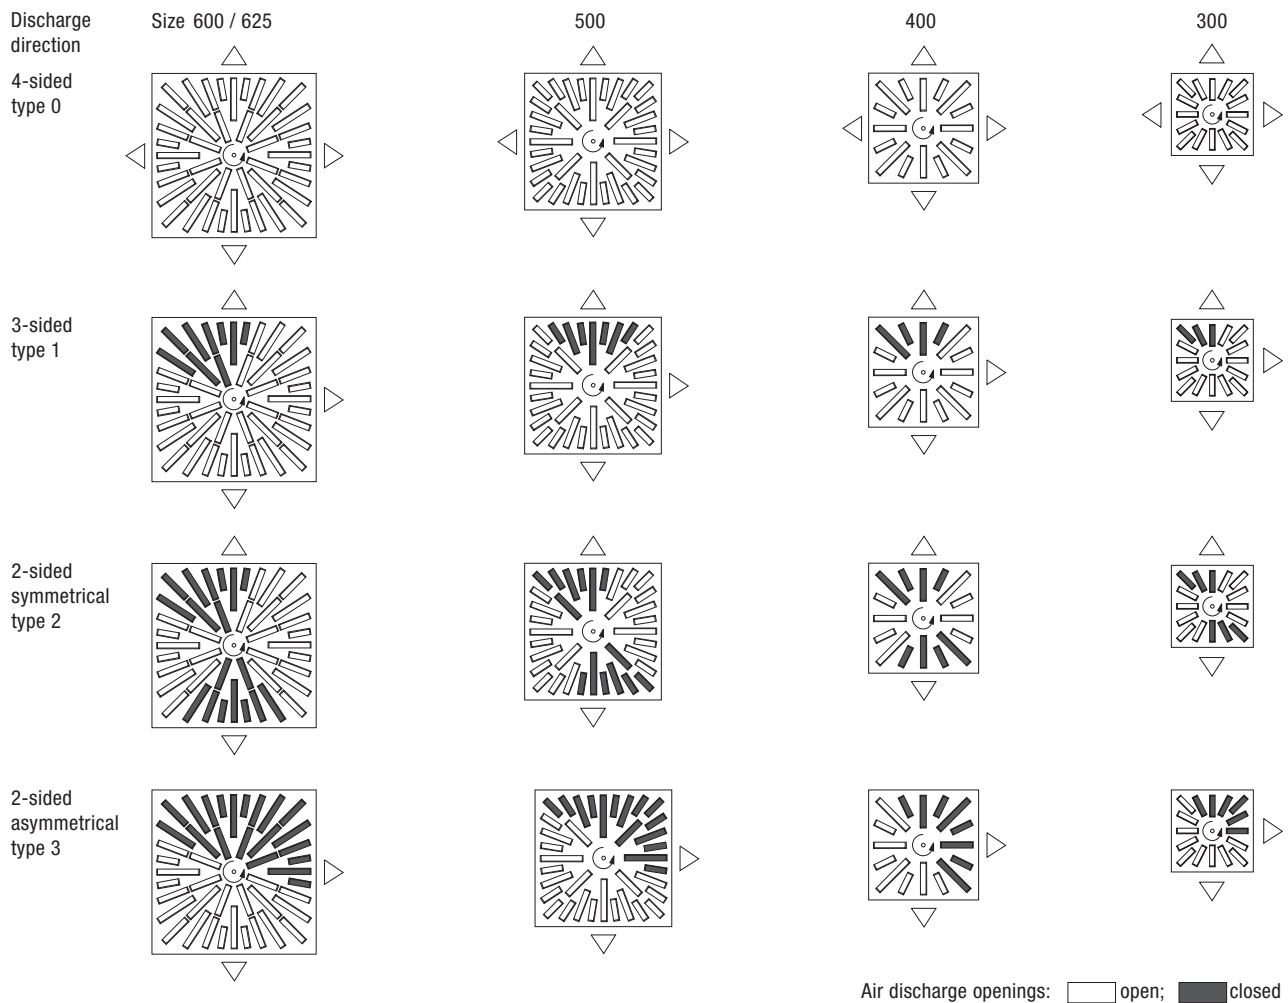 Discharge
direction
Size 600 / 625
500
400
300
4-sided
type 0
3-sided
type 1
2-sided
symmetrical
type 2
2-sided
asymmetrical
type 3
Air discharge openings: open; closed